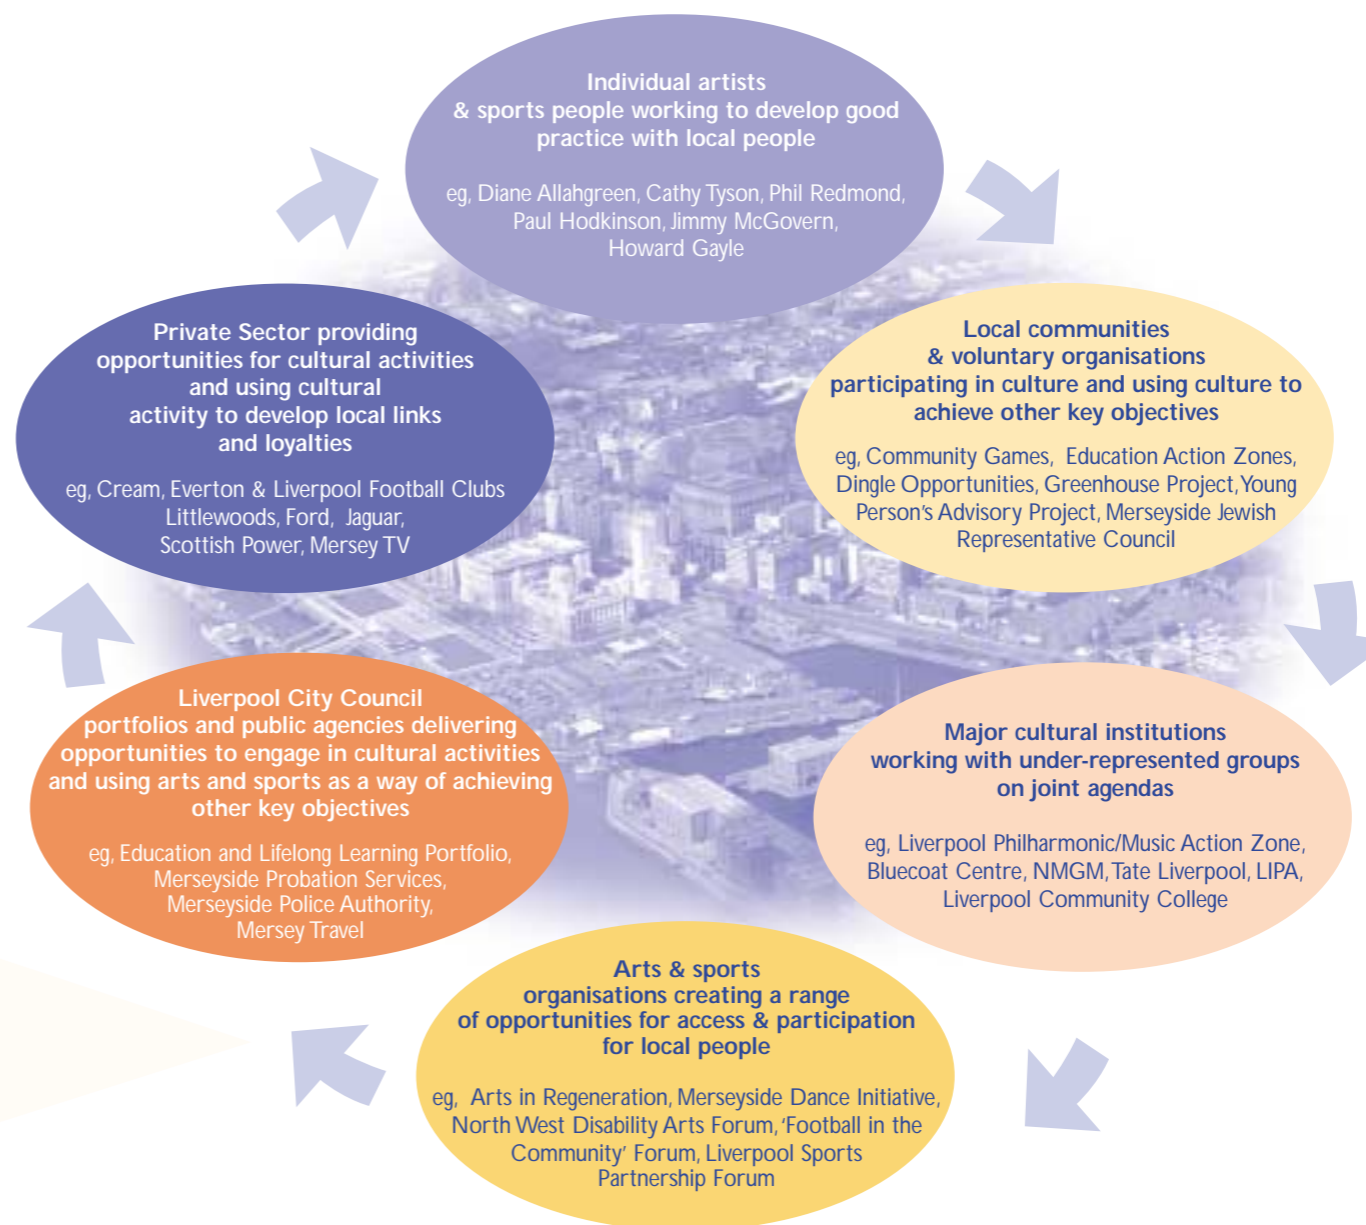 Individual artists
& sports people working to develop good
practice with local people
eg, Diane Allahgreen, Cathy Tyson, Phil Redmond,
Paul Hodkinson, Jimmy McGovern,
Howard Gayle
Local communities
& voluntary organisations
participating in culture and using culture to
achieve other key objectives
eg, Community Games, Education Action Zones,
Dingle Opportunities, Greenhouse Project, Young
Person's Advisory Project, Merseyside Jewish
Representative Council
Major cultural institutions
working with under-represented groups
on joint agendas
eg, Liverpool Philharmonic/Music Action Zone,
Bluecoat Centre, NMGM, Tate Liverpool, LIPA,
Liverpool Community College
Arts & sports
organisations creating a range
of opportunities for access & participation
for local people
eg, Arts in Regeneration, Merseyside Dance Initiative,
North West Disability Arts Forum, 'Football in the
Community' Forum, Liverpool Sports
Partnership Forum
Liverpool City Council
portfolios and public agencies delivering
opportunities to engage in cultural activities
and using arts and sports as a way of achieving
other key objectives
eg, Education and Lifelong Learning Portfolio,
Merseyside Probation Services,
Merseyside Police Authority,
Mersey Travel
Private Sector providing
opportunities for cultural activities
and using cultural
activity to develop local links
and loyalties
eg, Cream, Everton & Liverpool Football Clubs
Littlewoods, Ford, Jaguar,
Scottish Power, Mersey TV